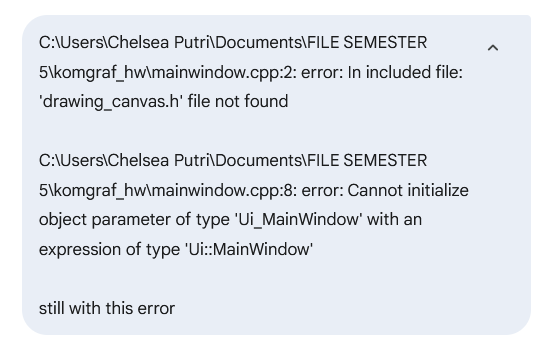 C:\Users\Chelsea Putri\Documents\FILE SEMESTER
5\komgraf_hw\mainwindow.cpp:2: error: In included file:
'drawing_canvas.h' file not found
C:\Users\Chelsea Putri\Documents\FILE SEMESTER
5\komgraf_hw\mainwindow.cpp:8: error: Cannot initialize
object parameter of type 'Ui_MainWindow' with an
expression of type 'Ui::MainWindow'
still with this error